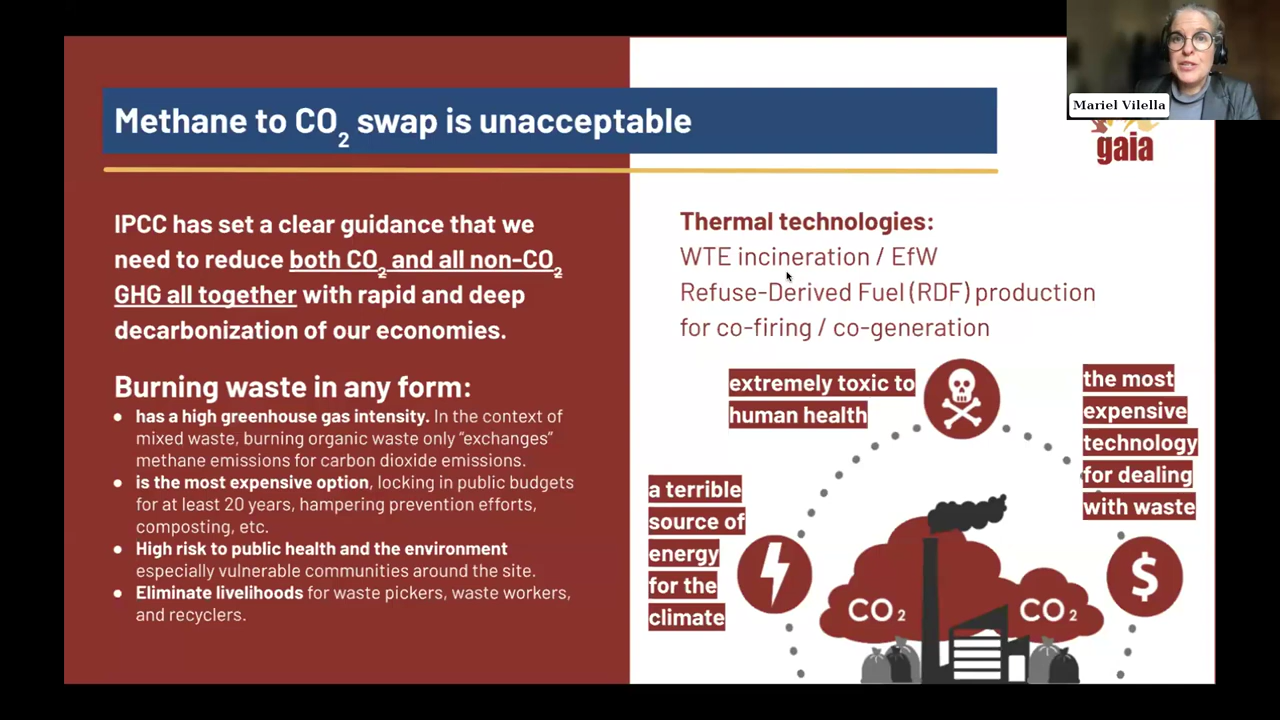 Mariel Vilella
gaia
Methane to CO2 swap is unacceptable
IPCC has set a clear guidance that we
need to reduce both CO2 and all non-CO2
GHG all together with rapid and deep
decarbonization of our economies.
Burning waste in any form:
● has a high greenhouse gas intensity. In the context of
mixed waste, burning organic waste only “exchanges”
methane emissions for carbon dioxide emissions.
● is the most expensive option, locking in public budgets
for at least 20 years, hampering prevention efforts,
composting, etc.
● High risk to public health and the environment
especially vulnerable communities around the site.
● Eliminate livelihoods for waste pickers, waste workers,
and recyclers.
Thermal technologies:
WTE incineration / EfW
Refuse-Derived Fuel (RDF) production
for co-firing / co-generation
extremely toxic to
human health
the most
expensive
technology
for dealing
with waste
a terrible
source of
energy
for the
climate
$
CO2
CO2